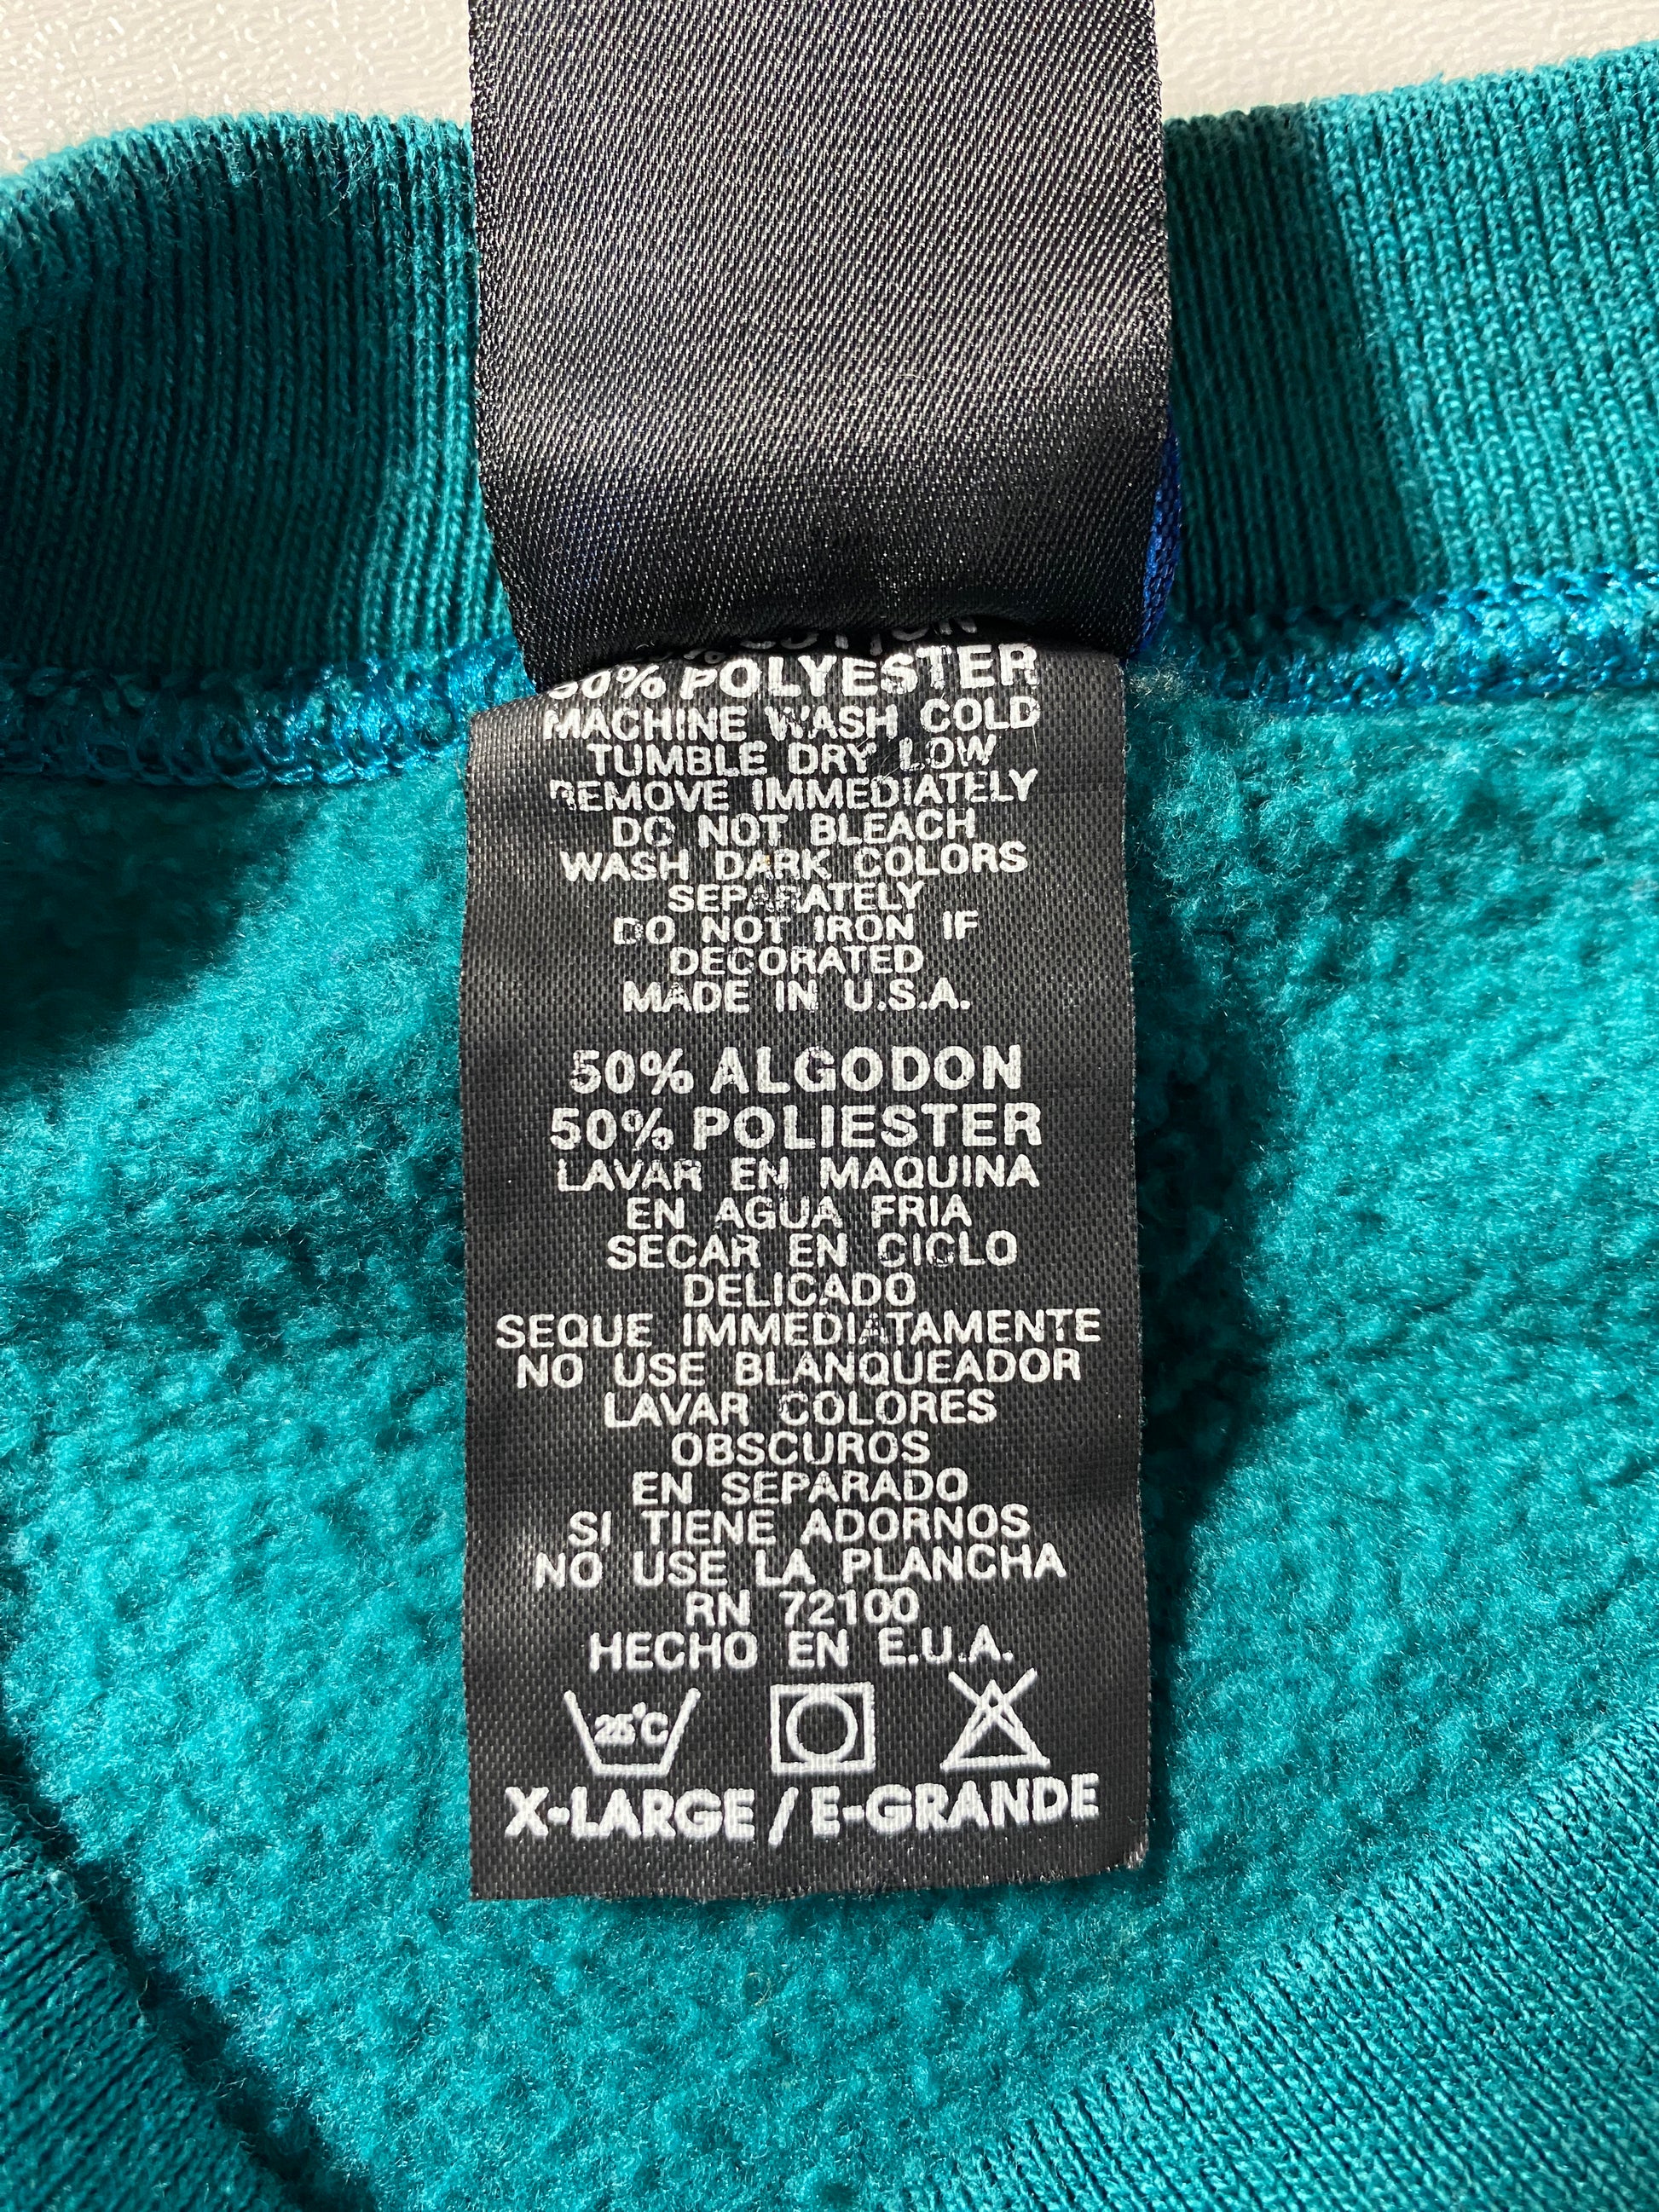 COTTON
50% POLYESTER
MACHINE WASH COLD
TUMBLE DRY LOW
REMOVE IMMEDIATELY
DO NOT BLEACH
WASH DARK COLORS
SEPARATELY
DO NOT IRON IF
DECORATED
MADE IN U.S.A.
50% ALGODON
50% POLIESTER
LAVAR EN MAQUINA
EN AGUA FRIA
SECAR EN CICLO
DELICADO
SEQUE IMMEDIATAMENTE
NO USE BLANQUEADOR
LAVAR COLORES
OBSCUROS
EN SEPARADO
SI TIENE ADORNOS
NO USE LA PLANCHA
RN 72100
HECHO EN E.U.A.
25°C
X-LARGE / E-GRANDE